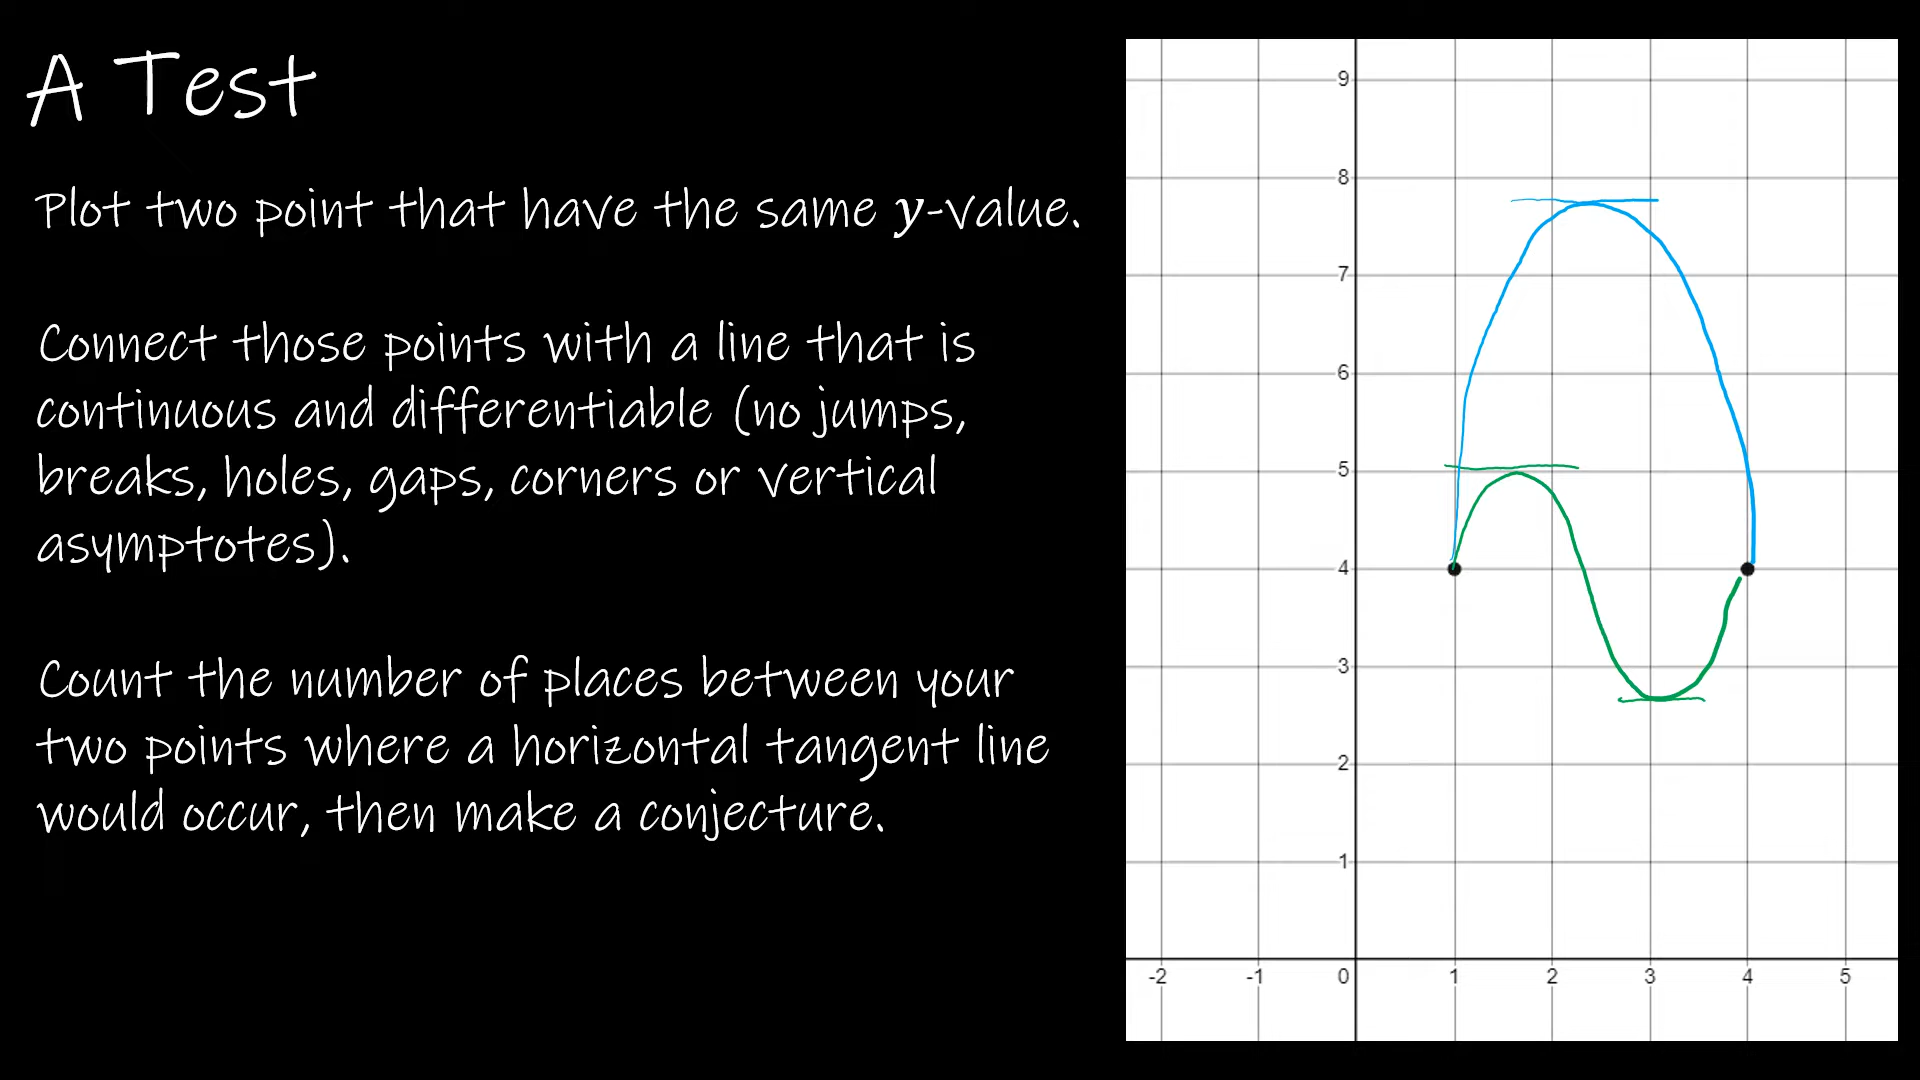 A Test
Plot two point that have the same y-value.
Connect those points with a line that is
continuous and differentiable (no jumps,
breaks, holes, gaps, corners or vertical
asymptotes).
Count the number of places between your
two points where a horizontal tangent line
would occur, then make a conjecture.
9
8
7
6
5
4
3
2
1
-2 -1 0 1 2 3 4 5